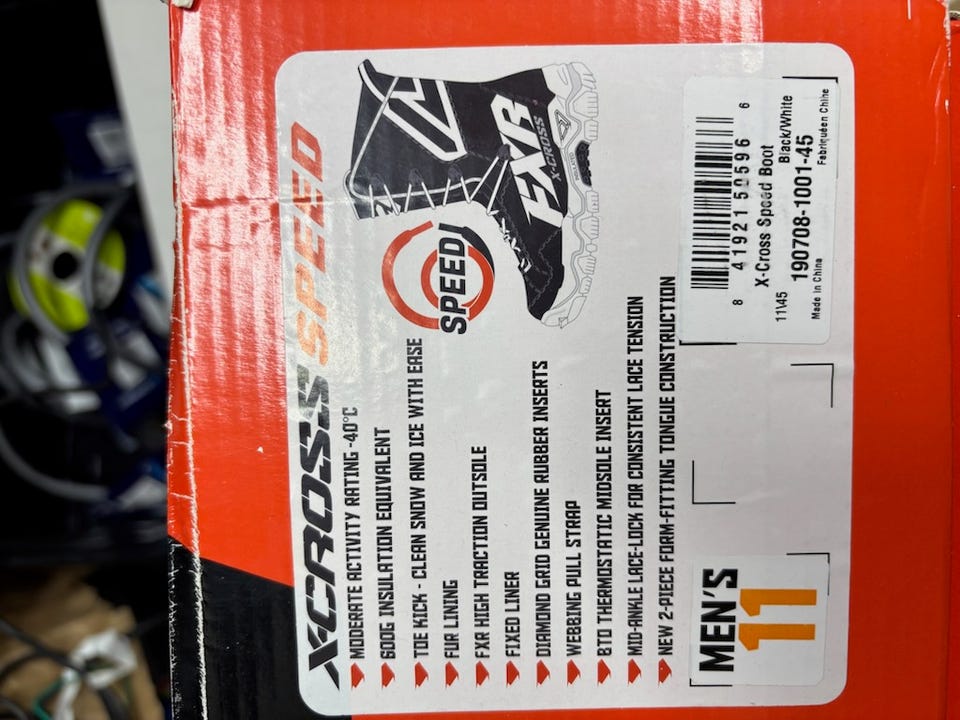 X-CROSS SPEED
MODERATE ACTIVITY RATING -40°C
600G INSULATION EQUIVALENT
TOE KICK - CLEAN SNOW AND ICE WITH EASE
FUR LINING
FXR HIGH TRACTION OUTSOLE
FIXED LINER
DIAMOND GRID GENUINE RUBBER INSERTS
WEBBING PULL STRAP
BTO THERMOSTATIC MIDSOLE INSERT
MID-ANKLE LACE-LOCK FOR CONSISTENT LACE TENSION
NEW 2-PIECE FORM-FITTING TONGUE CONSTRUCTION
SPEED
FXR
X-CROSS
MEN'S
11
8 41921 50596 6
X-Cross Speed Boot
11\45 Black/White
190708-1001-45
Made In China Fabriquéen Chine